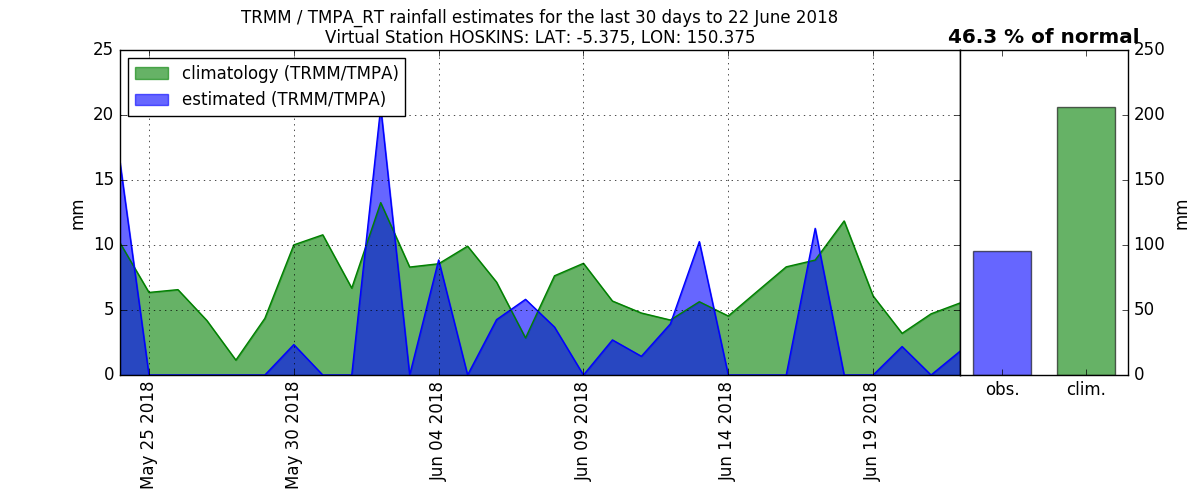 TRMM / TMPA_RT rainfall estimates for the last 30 days to 22 June 2018
Virtual Station HOSKINS: LAT: -5.375, LON: 150.375
46.3 % of normal
climatology (TRMM/TMPA)
estimated (TRMM/TMPA)
25
20
15
10
5
0
mm
May 25 2018
May 30 2018
Jun 04 2018
Jun 09 2018
Jun 14 2018
Jun 19 2018
250
200
150
100
50
0
mm
obs.
clim.